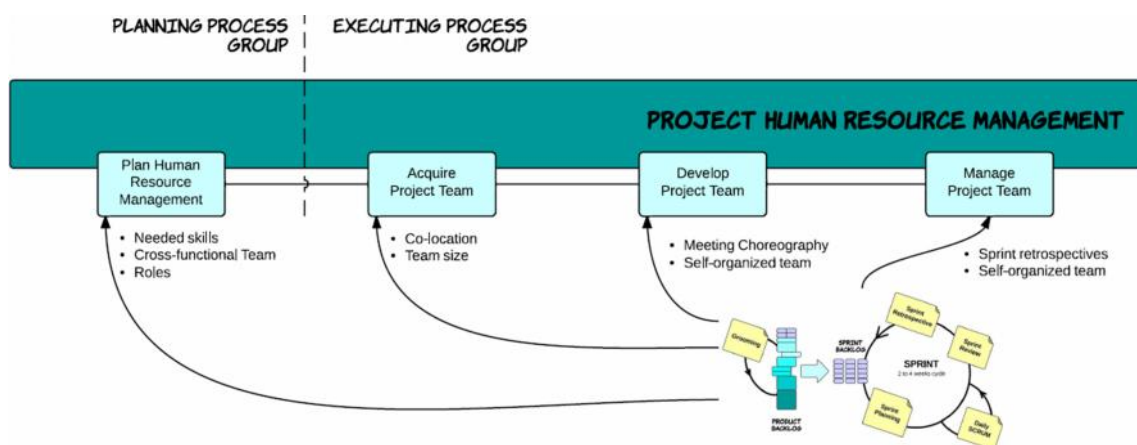 PLANNING PROCESS
GROUP
EXECUTING PROCESS
GROUP
PROJECT HUMAN RESOURCE MANAGEMENT
Plan Human
Resource
Management
Acquire
Project Team
Develop
Project Team
Manage
Project Team
• Needed skills
• Cross-functional Team
• Roles
• Co-location
• Team size
• Meeting Choreography
• Self-organized team
• Sprint retrospectives
• Self-organized team
Grooming
PRODUCT
BACKLOG
SPRINT
BACKLOG
Sprint
Retrospective
Sprint
Review
SPRINT
2 to 4 weeks cycle
Sprint
Planning
Daily
SCRUM